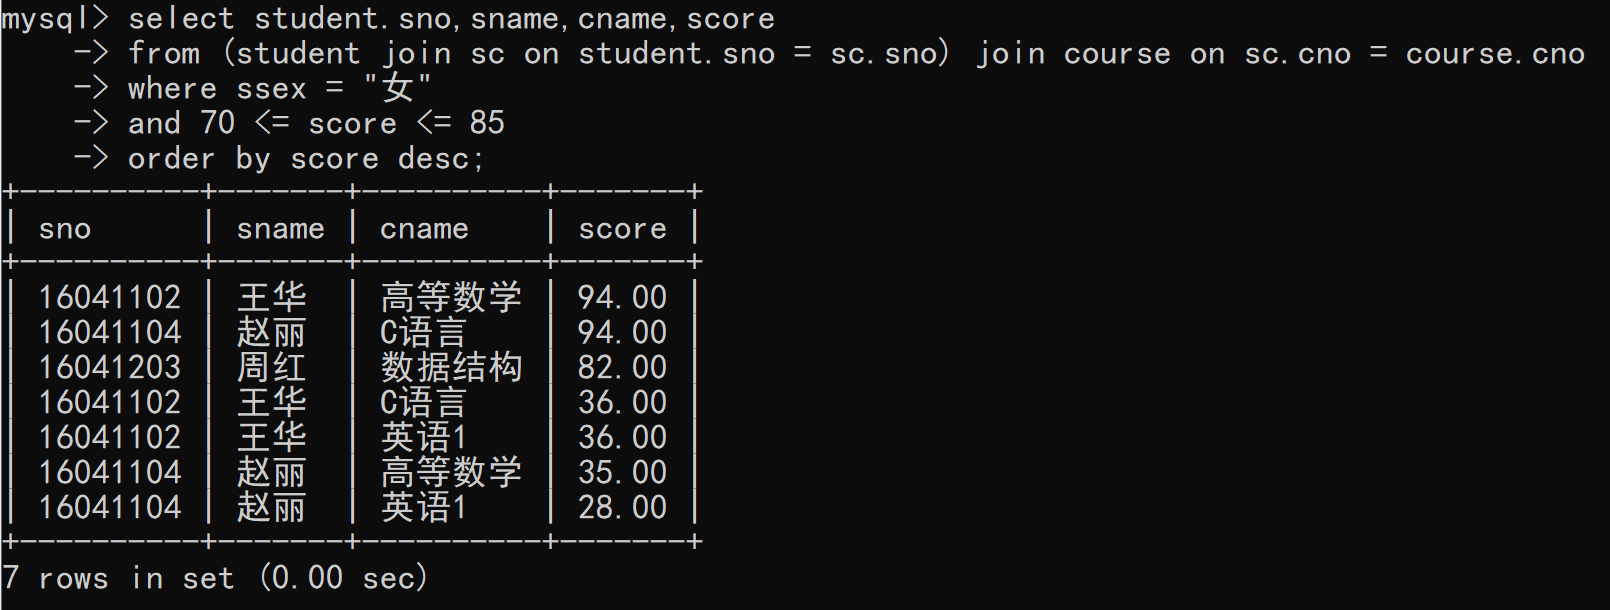 mysql> select student.sno,sname,cname,score
    -> from (student join sc on student.sno = sc.sno) join course on sc.cno = course.cno
    -> where ssex = "女"
    -> and 70 <= score <= 85
    -> order by score desc;
+----------+-------+----------+-------+
| sno      | sname | cname    | score |
+----------+-------+----------+-------+
| 16041102 | 王华  | 高等数学 | 94.00 |
| 16041104 | 赵丽  | C语言    | 94.00 |
| 16041203 | 周红  | 数据结构 | 82.00 |
| 16041102 | 王华  | C语言    | 36.00 |
| 16041102 | 王华  | 英语1    | 36.00 |
| 16041104 | 赵丽  | 高等数学 | 35.00 |
| 16041104 | 赵丽  | 英语1    | 28.00 |
+----------+-------+----------+-------+
7 rows in set (0.00 sec)